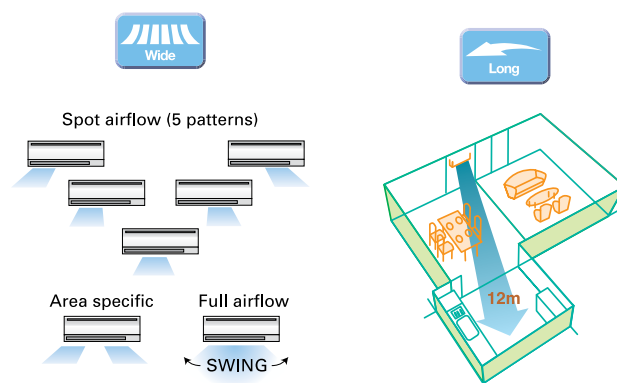 Wide
Long
Spot airflow (5 patterns)
12m
Area specific
Full airflow
SWING